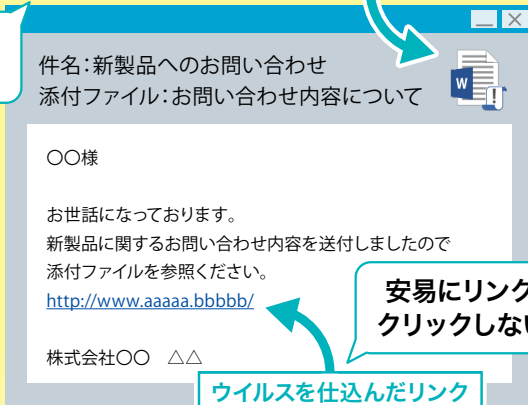 件名：新製品へのお問い合わせ
添付ファイル：お問い合わせ内容について
W
〇〇様
お世話になっております。
新製品に関するお問い合わせ内容を送付しましたので
添付ファイルを参照ください。
http://www.aaaaa.bbbbb/
安易にリンク
クリックしない
株式会社〇〇　△△
ウイルスを仕込んだリンク